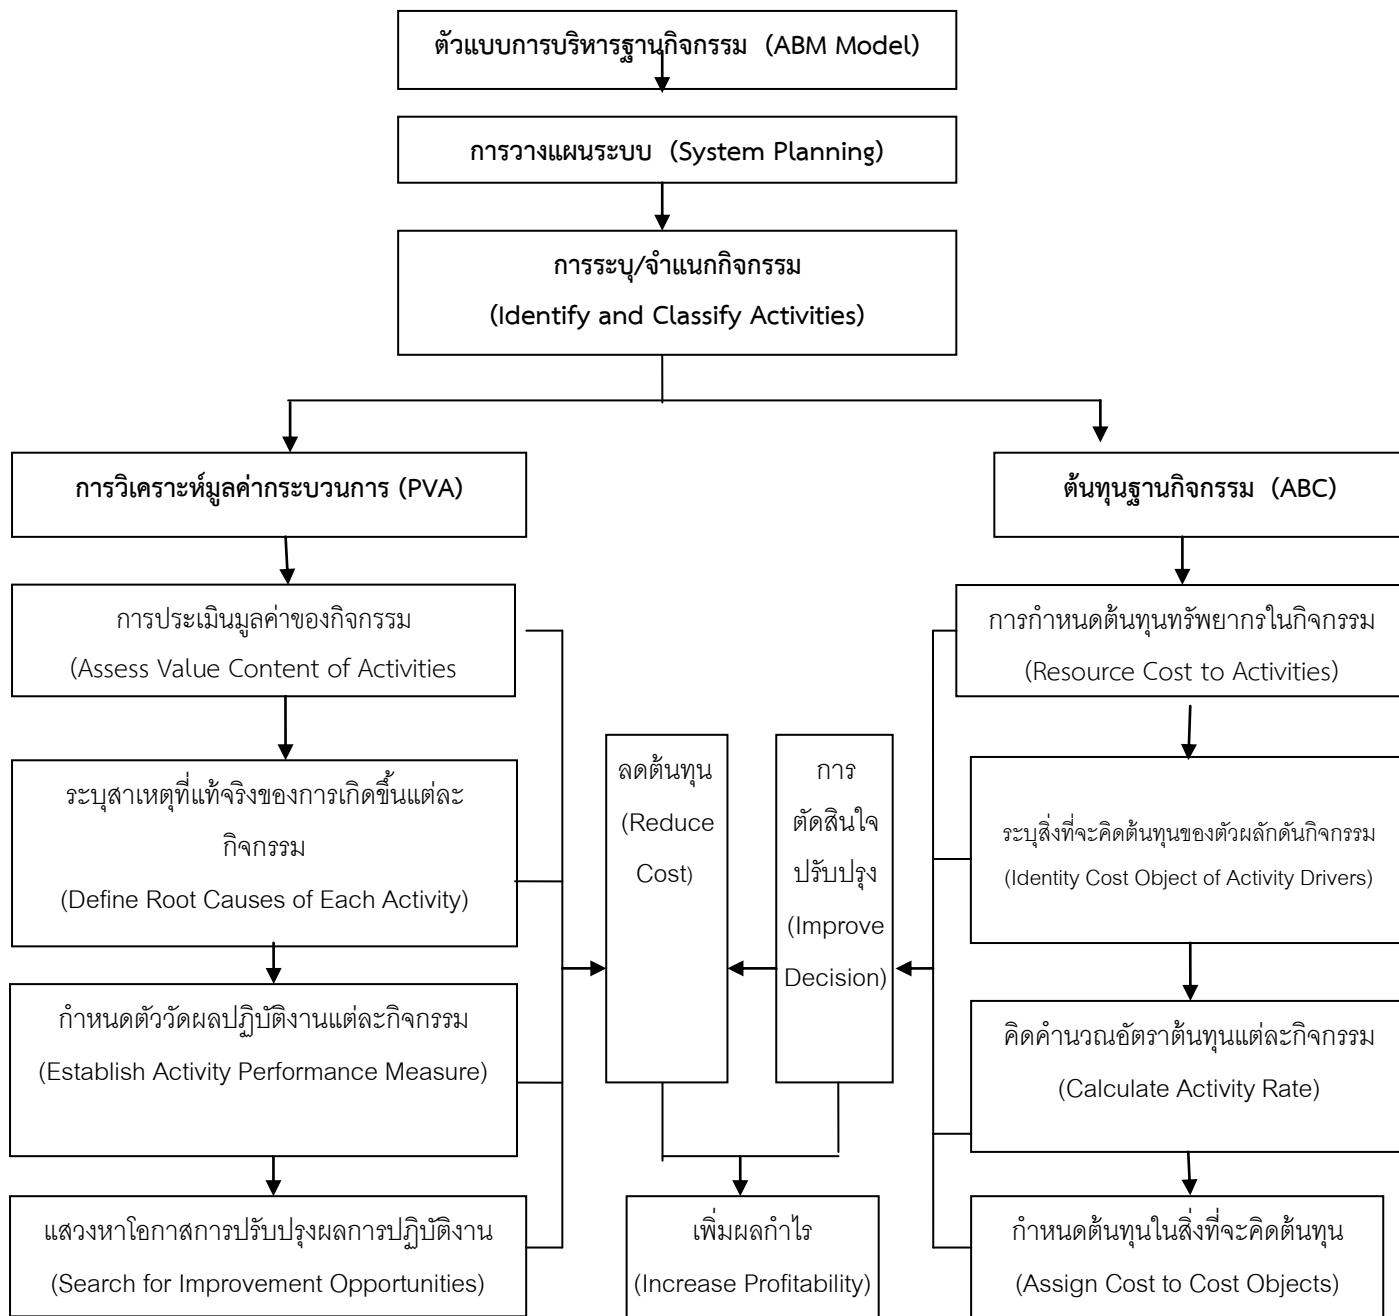 ตัวแบบการบริหารฐานกิจกรรม (ABM Model)
การวางแผนระบบ (System Planning)
การระบุ/จำแนกกิจกรรม
(Identify and Classify Activities)
การวิเคราะห์มูลค่ากระบวนการ (PVA)
ต้นทุนฐานกิจกรรม (ABC)
การประเมินมูลค่าของกิจกรรม
(Assess Value Content of Activities
ระบุสาเหตุที่แท้จริงของการเกิดขึ้นแต่ละ
กิจกรรม
(Define Root Causes of Each Activity)
กำหนดตัววัดผลปฏิบัติงานแต่ละกิจกรรม
(Establish Activity Performance Measure)
แสวงหาโอกาสการปรับปรุงผลการปฏิบัติงาน
(Search for Improvement Opportunities)
ลดต้นทุน
(Reduce
Cost)
การ
ตัดสินใจ
ปรับปรุง
(Improve
Decision)
เพิ่มผลกำไร
(Increase Profitability)
การกำหนดต้นทุนทรัพยากรในกิจกรรม
(Resource Cost to Activities)
ระบุสิ่งที่จะคิดต้นทุนของตัวผลักดันกิจกรรม
(Identity Cost Object of Activity Drivers)
คิดคำนวณอัตราต้นทุนแต่ละกิจกรรม
(Calculate Activity Rate)
กำหนดต้นทุนในสิ่งที่จะคิดต้นทุน
(Assign Cost to Cost Objects)